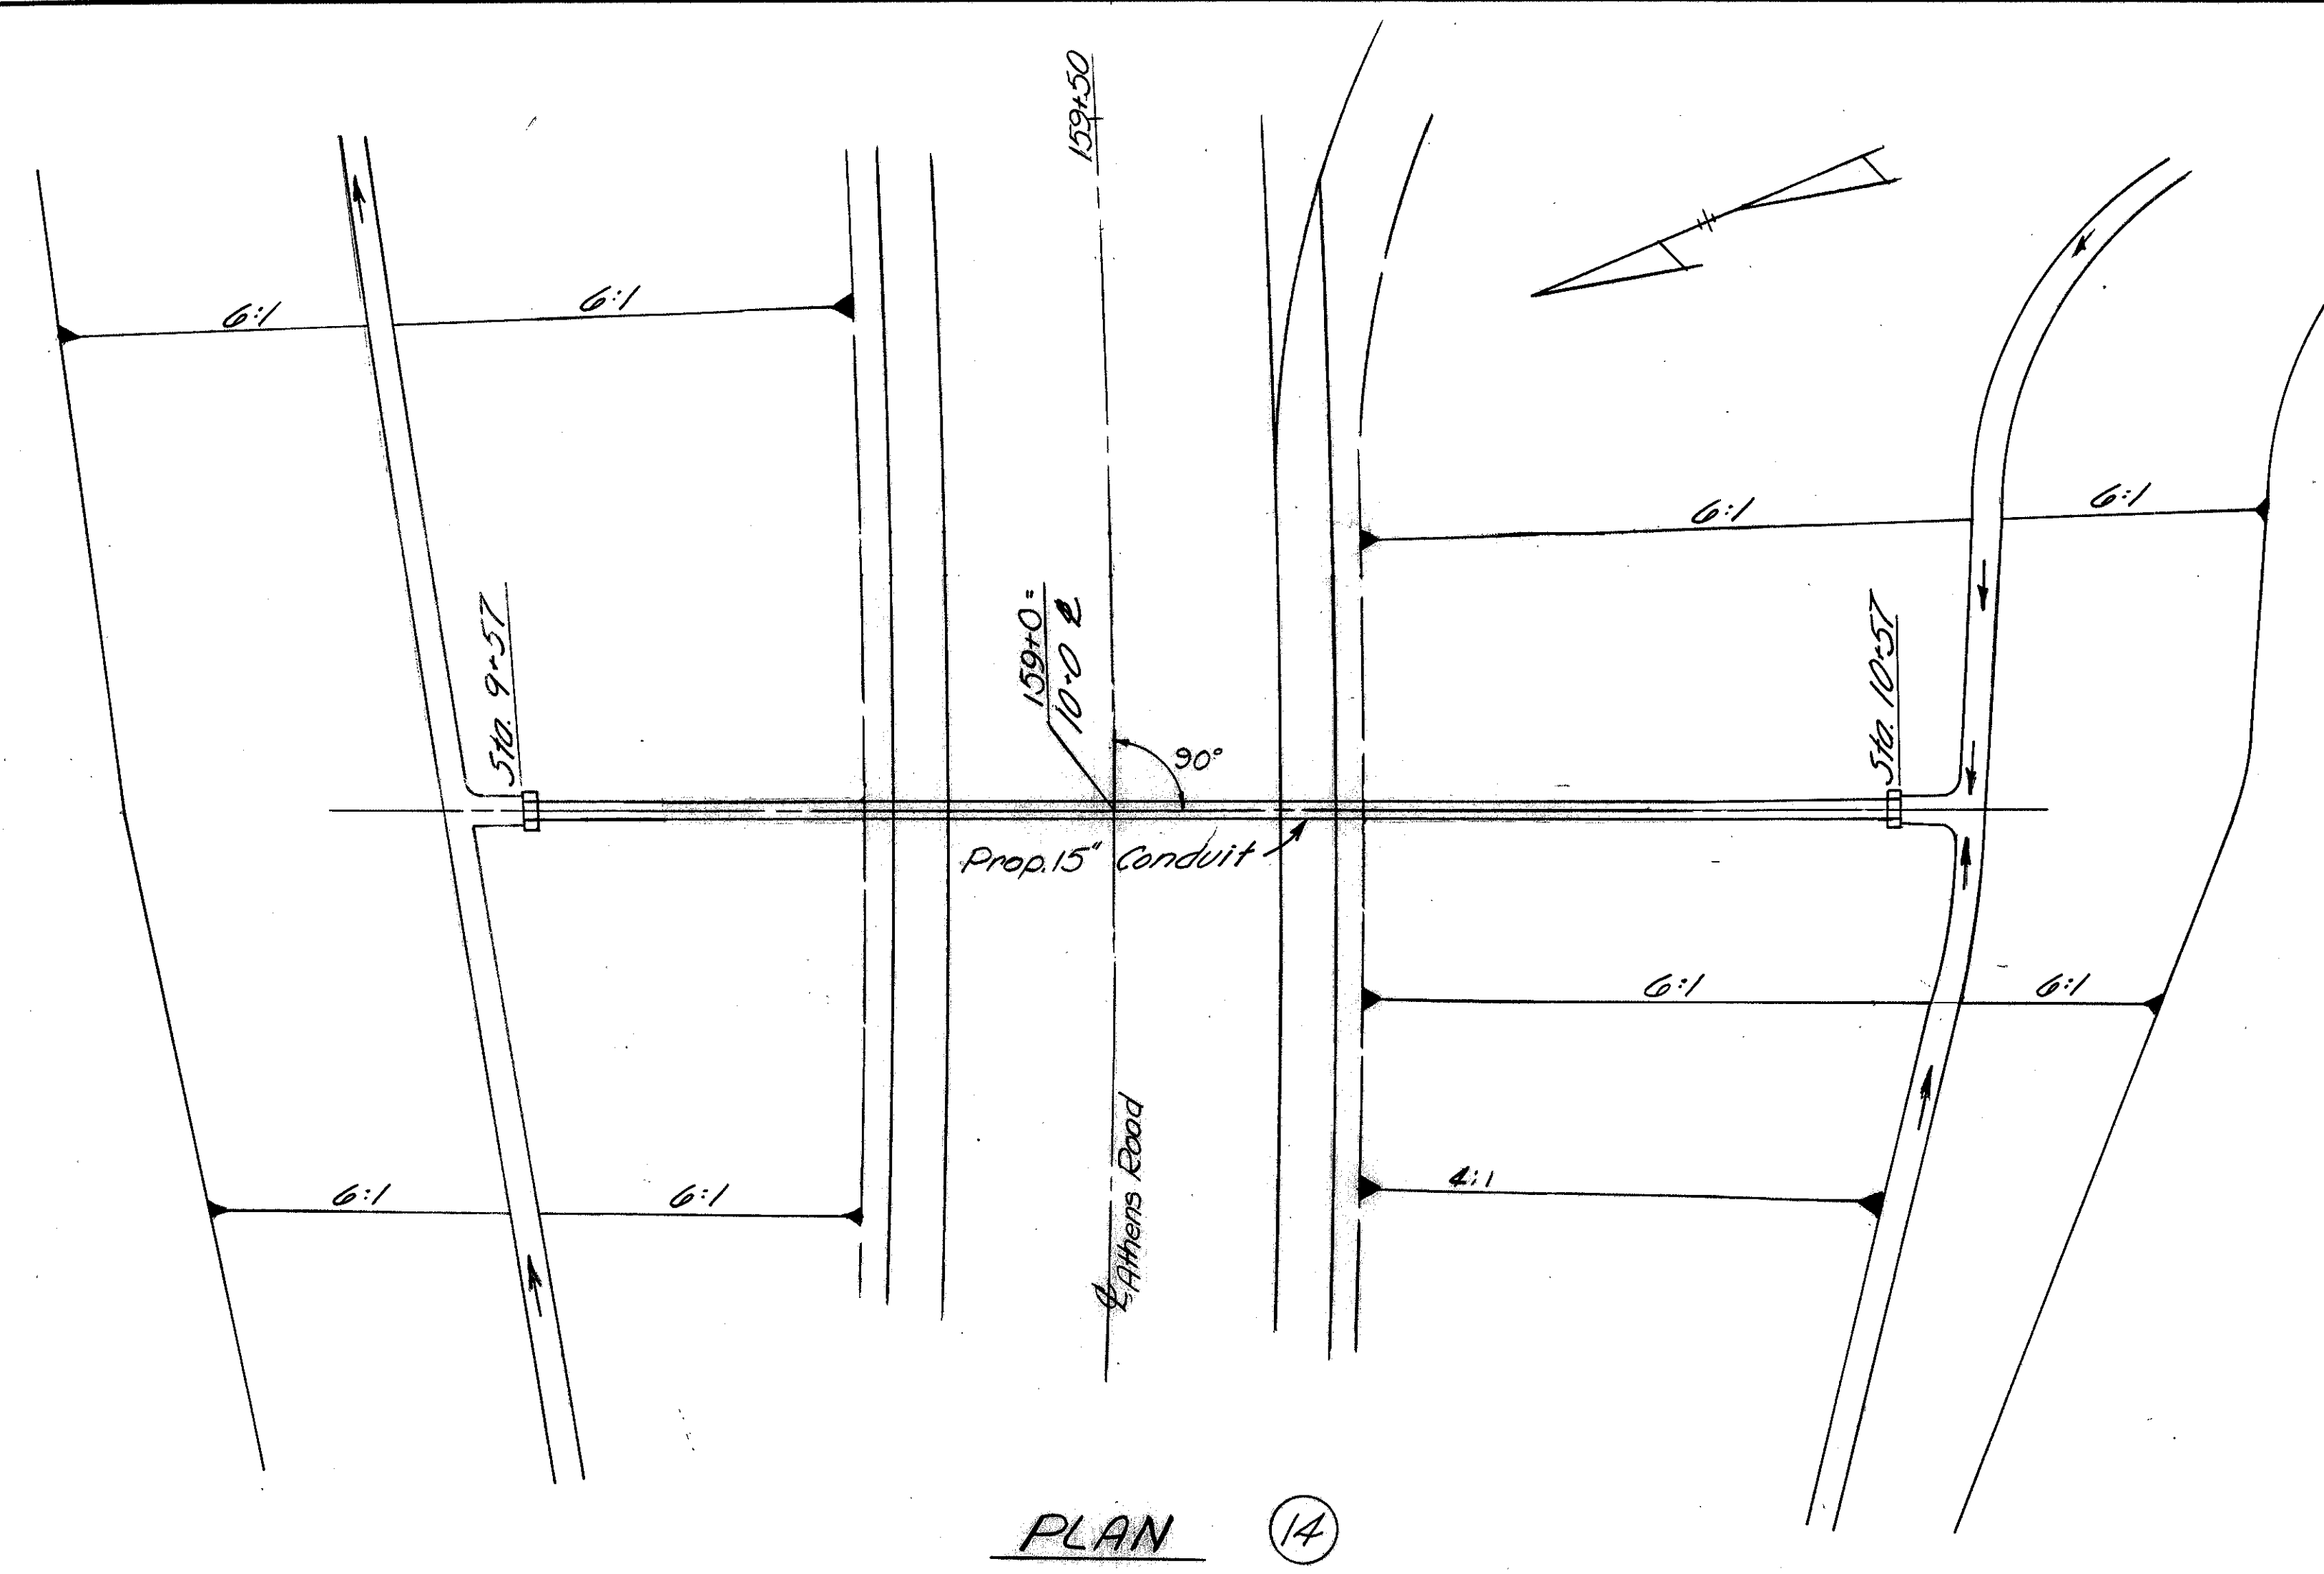 159+50
6:1
6:1
6:1
6:1
Sta. 9+57
159+0 =
10+0 ℄
Sta. 10+57
90°
Prop. 15" Conduit
6:1
6:1
6:1
6:1
4:1
℄ Athens Road
PLAN
14